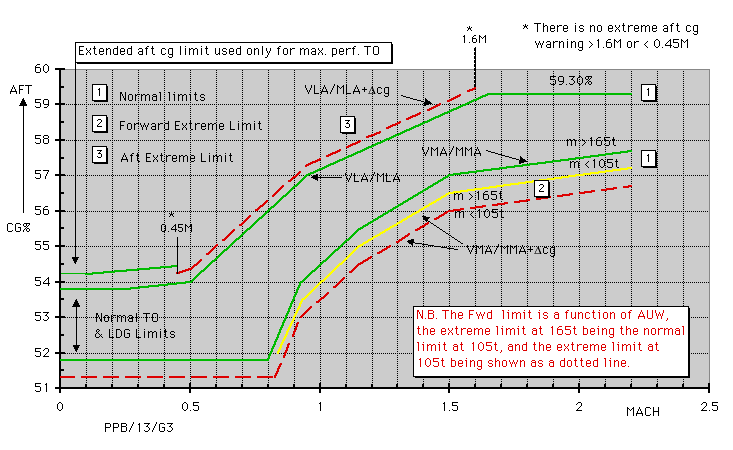 * There is no extreme aft cg
warning >1.6M or < 0.45M
*
1.6M
Extended aft cg limit used only for max. perf. TO
60
AFT
59
58
57
56
CG%
55
54
53
52
51
1 Normal limits
2 Forward Extreme Limit
3 Aft Extreme Limit
VLA/MLA+Δcg
59.30%
1
3
VMA/MMA
m >165t
m <105t
1
VLA/MLA
2
m >165t
m <105t
*
0.45M
VMA/MMA+Δcg
Normal TO
& LDG Limits
N.B. The Fwd limit is a function of AUW,
the extreme limit at 165t being the normal
limit at 105t, and the extreme limit at
105t being shown as a dotted line.
0
0.5
1
1.5
2
2.5
MACH
PPB/13/G3